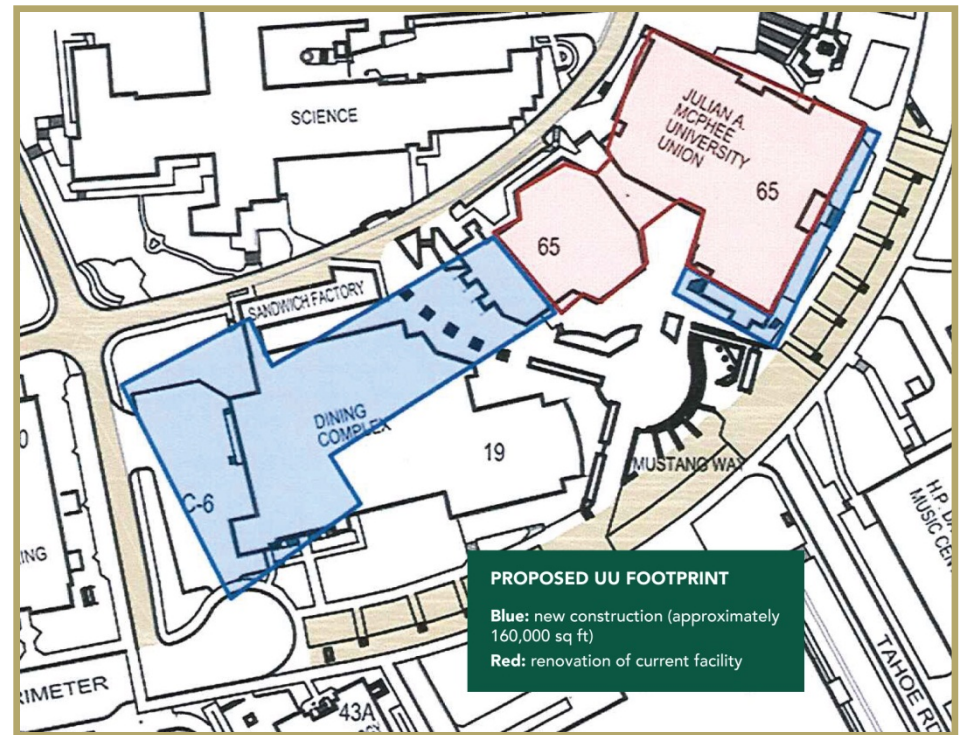 SCIENCE
JULIAN A.
MCPHEE
UNIVERSITY
UNION
65
65
SANDWICH FACTORY
DINING
COMPLEX
19
C-6
MUSTANG WAY
H.P. DA
MUSIC CEN
ING
0
PROPOSED UU FOOTPRINT
Blue: new construction (approximately
160,000 sq ft)
Red: renovation of current facility
TAHOE RD
RIMETER
43A